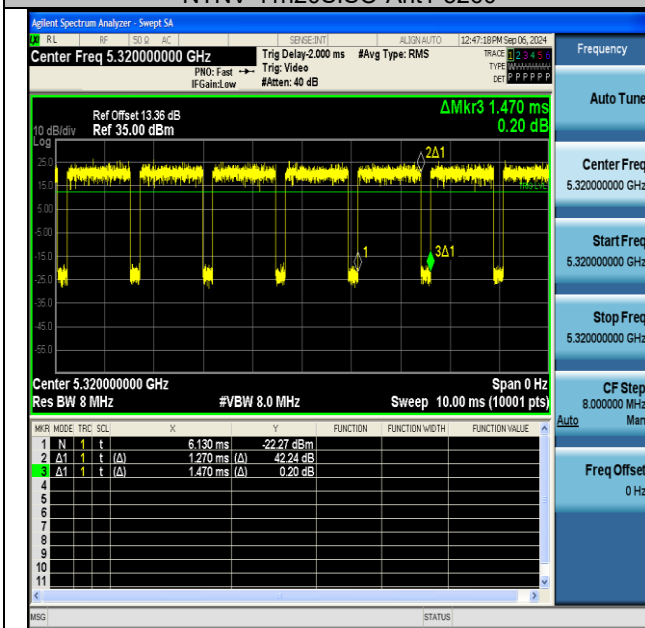 Agilent Spectrum Analyzer - Swept SA
RL RF 50 Ω AC SENSE:INT ALIGN AUTO 12:47:18 PM Sep 06, 2024
Center Freq 5.320000000 GHz
PNO: Fast
IFGain:Low
Trig Delay-2.000 ms
Trig: Video
#Atten: 40 dB
#Avg Type: RMS
TRACE 1 2 3 4 5 6
TYPE
DET P P P P P P
Ref Offset 13.36 dB
Ref 35.00 dBm
10 dB/div
Log
ΔMkr3 1.470 ms
0.20 dB
25.0
15.0
5.00
-5.00
-15.0
-25.0
-35.0
-45.0
-55.0
2Δ1
TRIG LVL
1
3Δ1
Center 5.320000000 GHz
Res BW 8 MHz
#VBW 8.0 MHz
Span 0 Hz
Sweep 10.00 ms (10001 pts)
MKR MODE TRC SCL X Y FUNCTION FUNCTION WIDTH FUNCTION VALUE
1 N 1 t 6.130 ms -22.27 dBm
2 Δ1 1 t (Δ) 1.270 ms (Δ) 42.24 dB
3 Δ1 1 t (Δ) 1.470 ms (Δ) 0.20 dB
4
5
6
7
8
9
10
11
MSG
STATUS
Frequency
Auto Tune
Center Freq
5.320000000 GHz
Start Freq
5.320000000 GHz
Stop Freq
5.320000000 GHz
CF Step
8.000000 MHz
Auto Man
Freq Offset
0 Hz